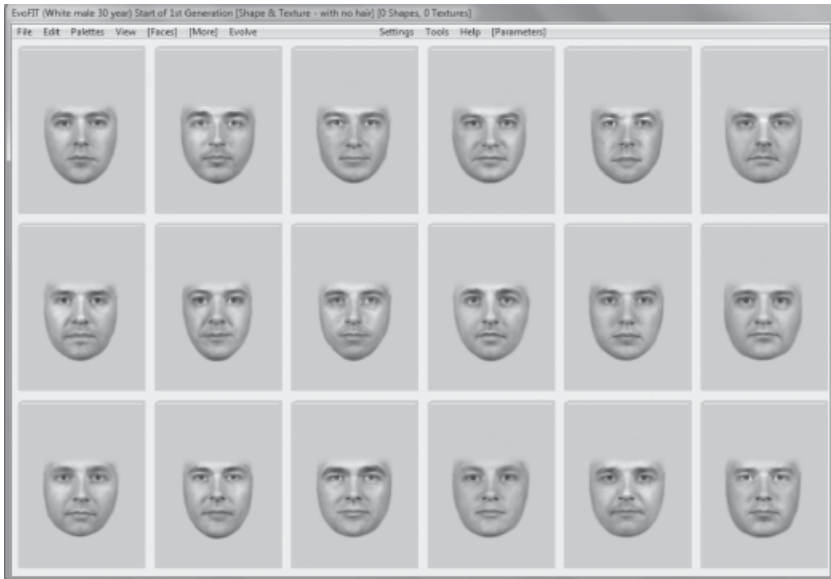 EvoFIT (White male 30 year) Start of 1st Generation [Shape & Texture - with no hair] [0 Shapes, 0 Textures]
File Edit Palettes View [Faces] [More] Evolve Settings Tools Help [Parameters]